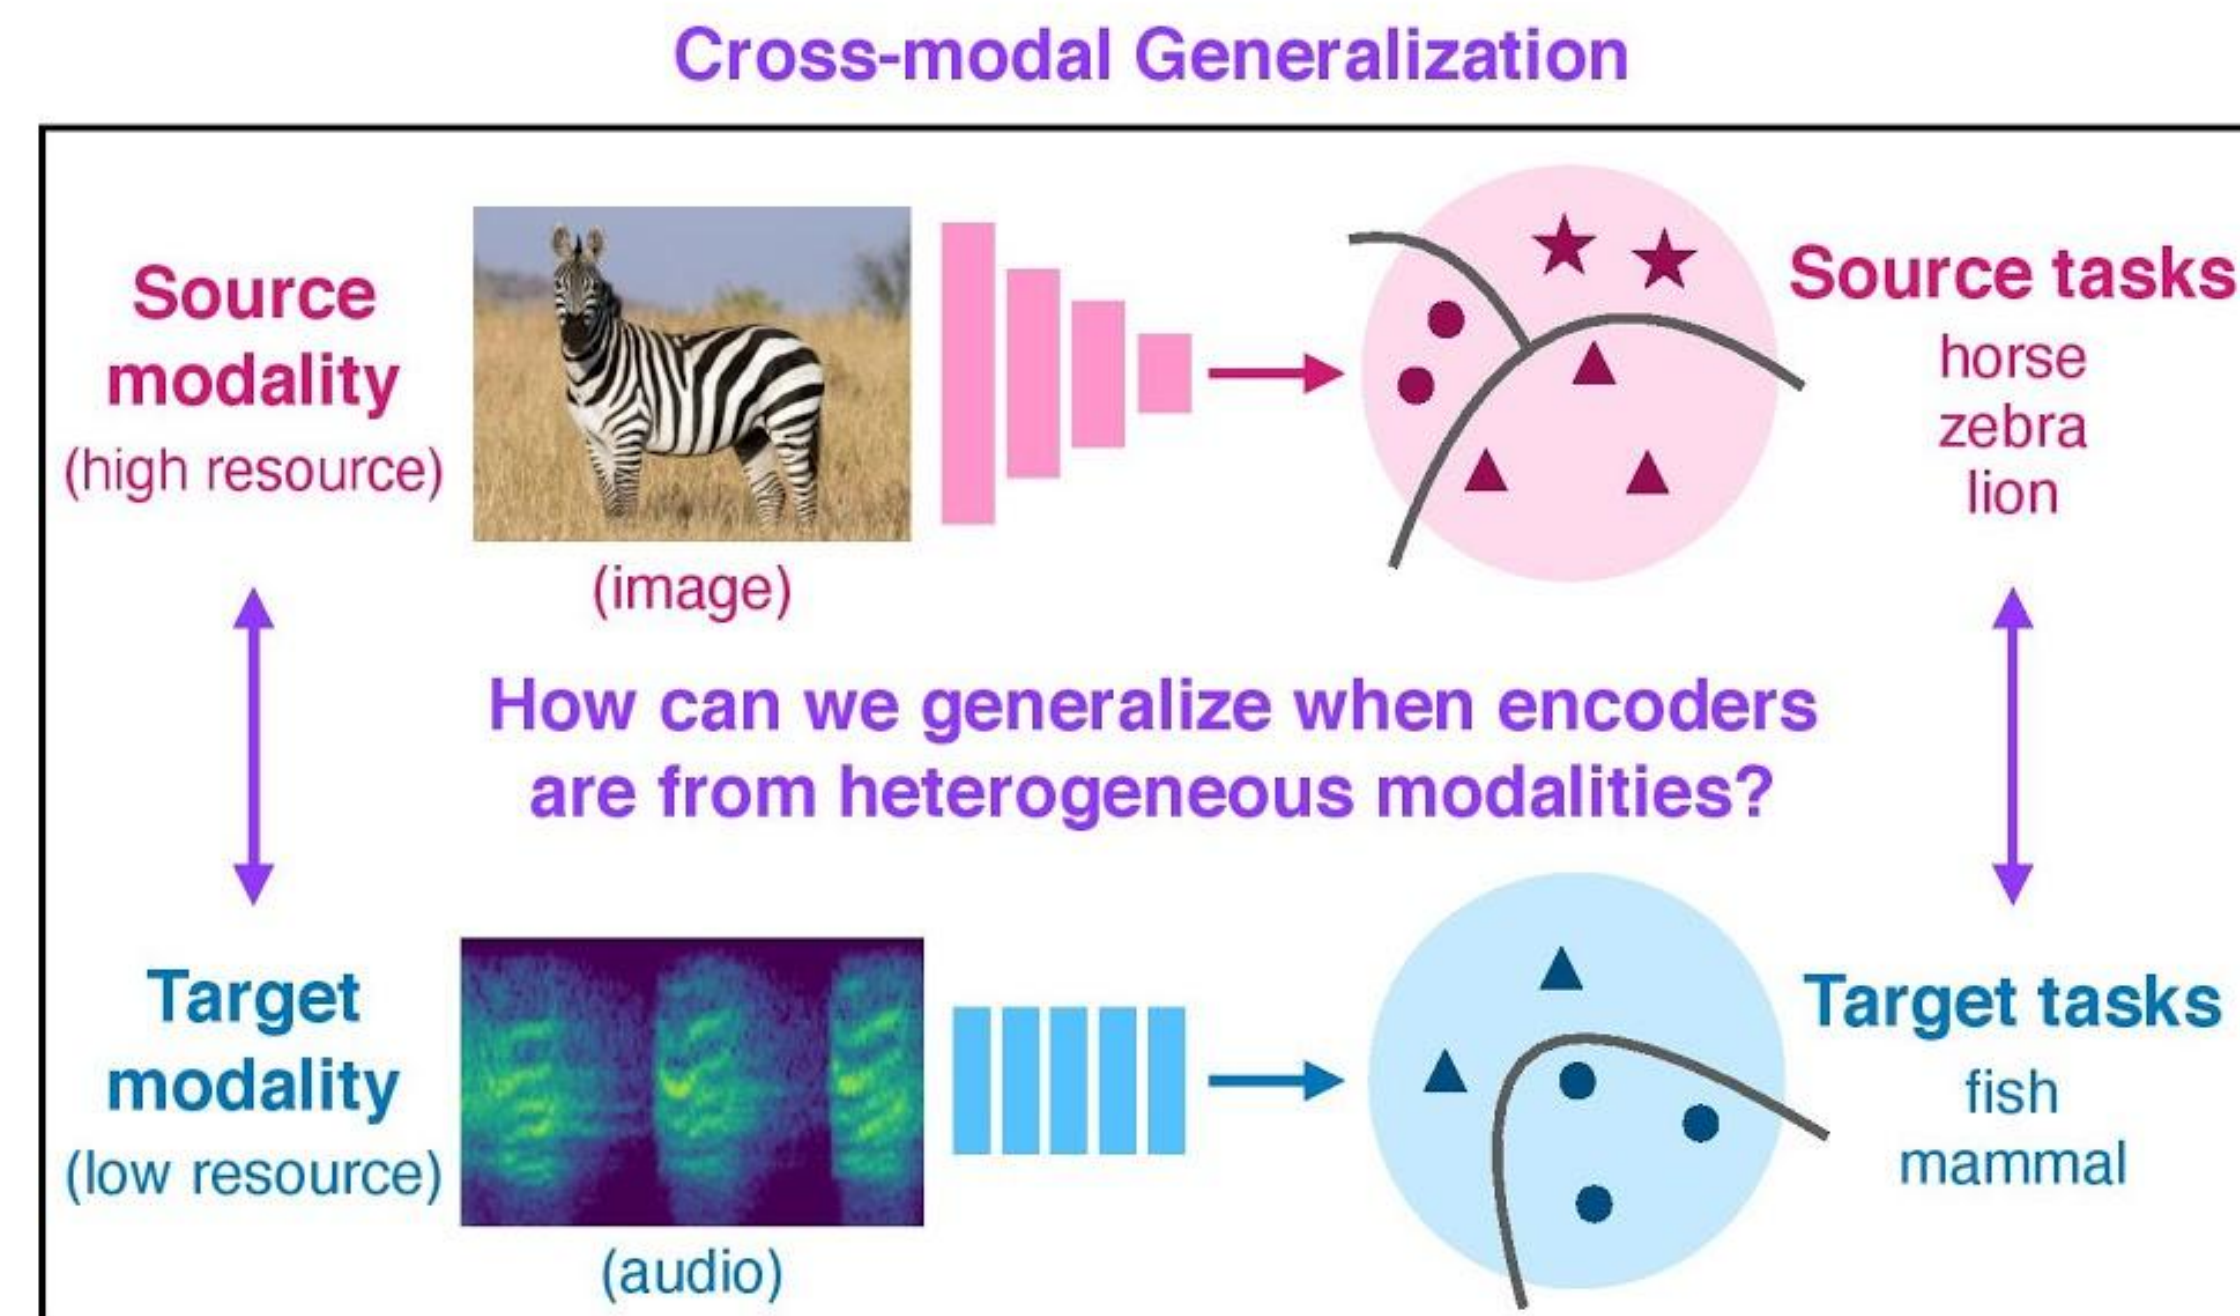 Cross-modal Generalization
Source
modality
(high resource)
(image)
Source tasks
horse
zebra
lion
How can we generalize when encoders
are from heterogeneous modalities?
Target
modality
(low resource)
(audio)
Target tasks
fish
mammal